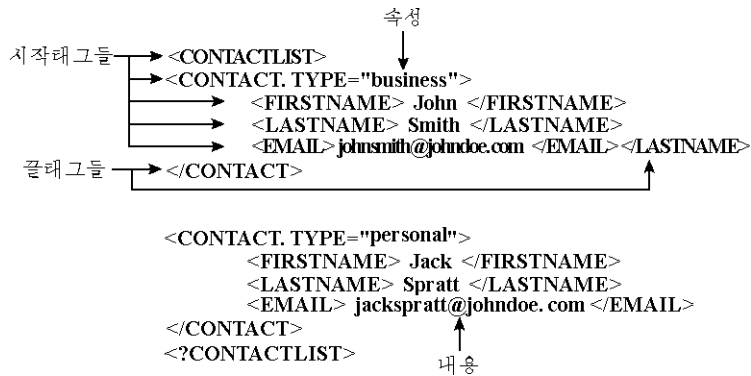 속성
시작태그들
<CONTACTLIST>
<CONTACT. TYPE="business">
<FIRSTNAME> John </FIRSTNAME>
<LASTNAME> Smith </LASTNAME>
<EMAIL> johnsmith@johndoe.com </EMAIL></LASTNAME>
끝태그들
</CONTACT>
<CONTACT. TYPE="personal">
<FIRSTNAME> Jack </FIRSTNAME>
<LASTNAME> Spratt </LASTNAME>
<EMAIL> jackspratt@johndoe. com </EMAIL>
</CONTACT>
<?CONTACTLIST>
내용